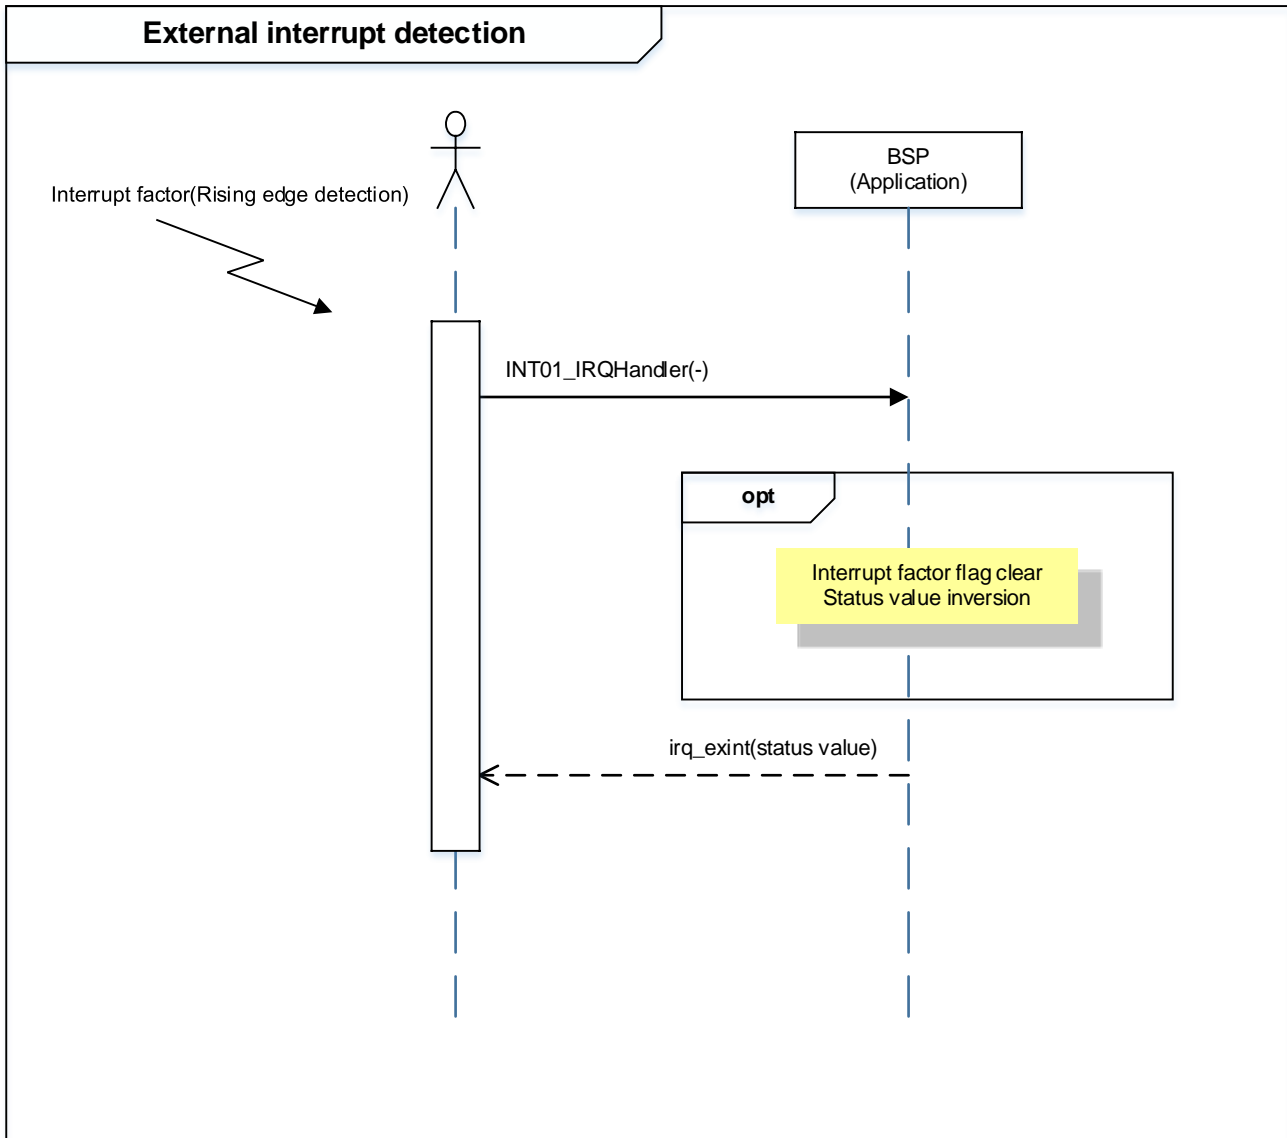 External interrupt detection
BSP
(Application)
Interrupt factor(Rising edge detection)
INT01_IRQHandler(-)
opt
Interrupt factor flag clear
Status value inversion
irq_exint(status value)